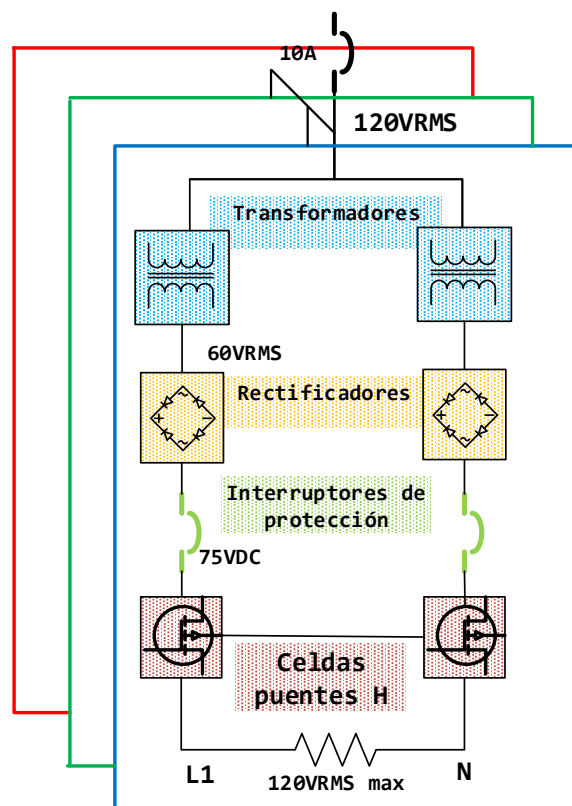 10A
120VRMS
Transformadores
60VRMS
Rectificadores
Interruptores de
protección
75VDC
Celdas
puentes H
L1
120VRMS max
N